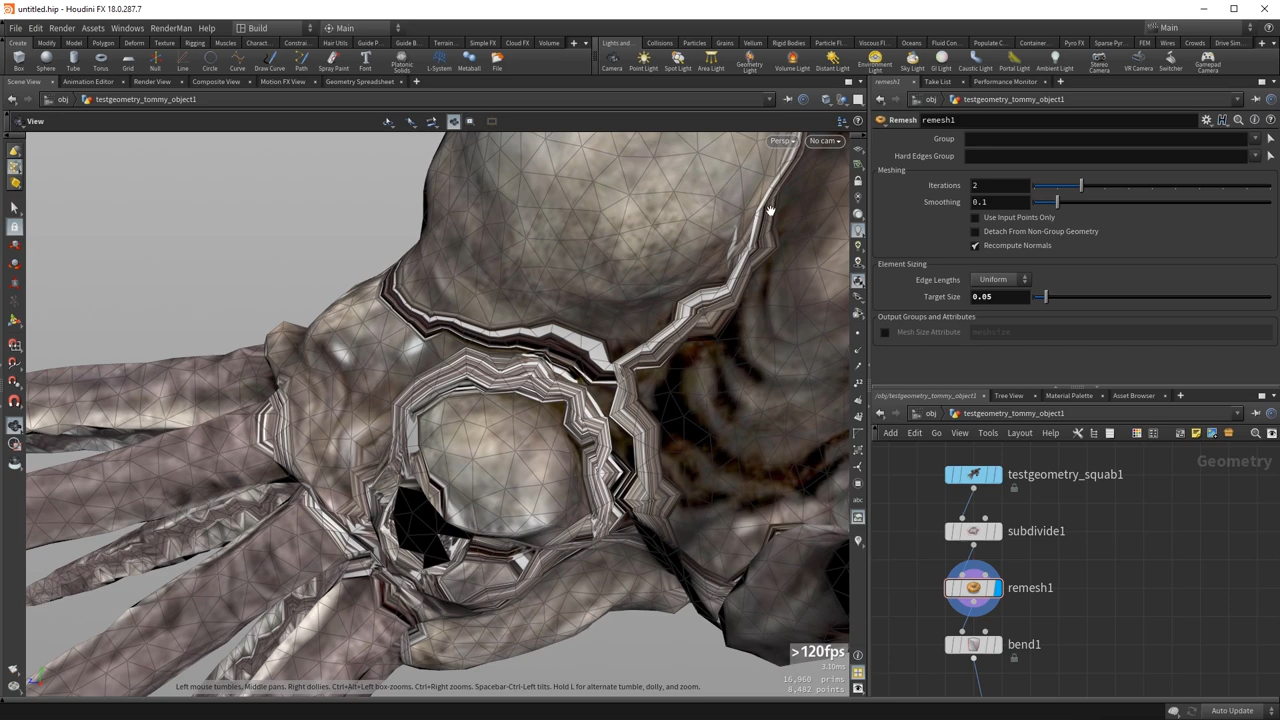 untitled.hip - Houdini FX 18.0.287.7
File Edit Render Assets Windows RenderMan Help Build Main Main
Create Modify Model Polygon Deform Texture Rigging Muscles Charact... Constrai... Hair Utils Guide P... Guide B... Terrain... Simple FX Cloud FX Volume
Lights and... Collisions Particles Grains Vellum Rigid Bodies Particle Fl... Viscous Fl... Oceans Fluid Con... Populate C... Container... Pyro FX Sparse Pyr... FEM Wires Crowds Drive Sim...
Box Sphere Tube Torus Grid Null Line Circle Curve Draw Curve Path Spray Paint Font Platonic Solids L-System Metaball File
Camera Point Light Spot Light Area Light Geometry Light Volume Light Distant Light Environment Light Sky Light GI Light Caustic Light Portal Light Ambient Light Stereo Camera VR Camera Switcher Gamepad Camera
Scene View Animation Editor Render View Composite View Motion FX View Geometry Spreadsheet
remesh1 Take List Performance Monitor
obj testgeometry_tommy_object1
obj testgeometry_tommy_object1
View
Remesh remesh1
Persp No cam
Group
Hard Edges Group
Meshing
Iterations 2
Smoothing 0.1
Use Input Points Only
Detach From Non-Group Geometry
Recompute Normals
Element Sizing
Edge Lengths Uniform
Target Size 0.05
Output Groups and Attributes
Mesh Size Attribute meshsize
/obj/testgeometry_tommy_object1 Tree View Material Palette Asset Browser
obj testgeometry_tommy_object1
Add Edit Go View Tools Layout Help
Geometry
testgeometry_squab1
subdivide1
remesh1
bend1
12
abc
>120fps
3.10ms
16,960 prims
8,482 points
Left mouse tumbles. Middle pans. Right dollies. Ctrl+Alt+Left box-zooms. Ctrl+Right zooms. Spacebar-Ctrl-Left tilts. Hold L for alternate tumble, dolly, and zoom.
Auto Update